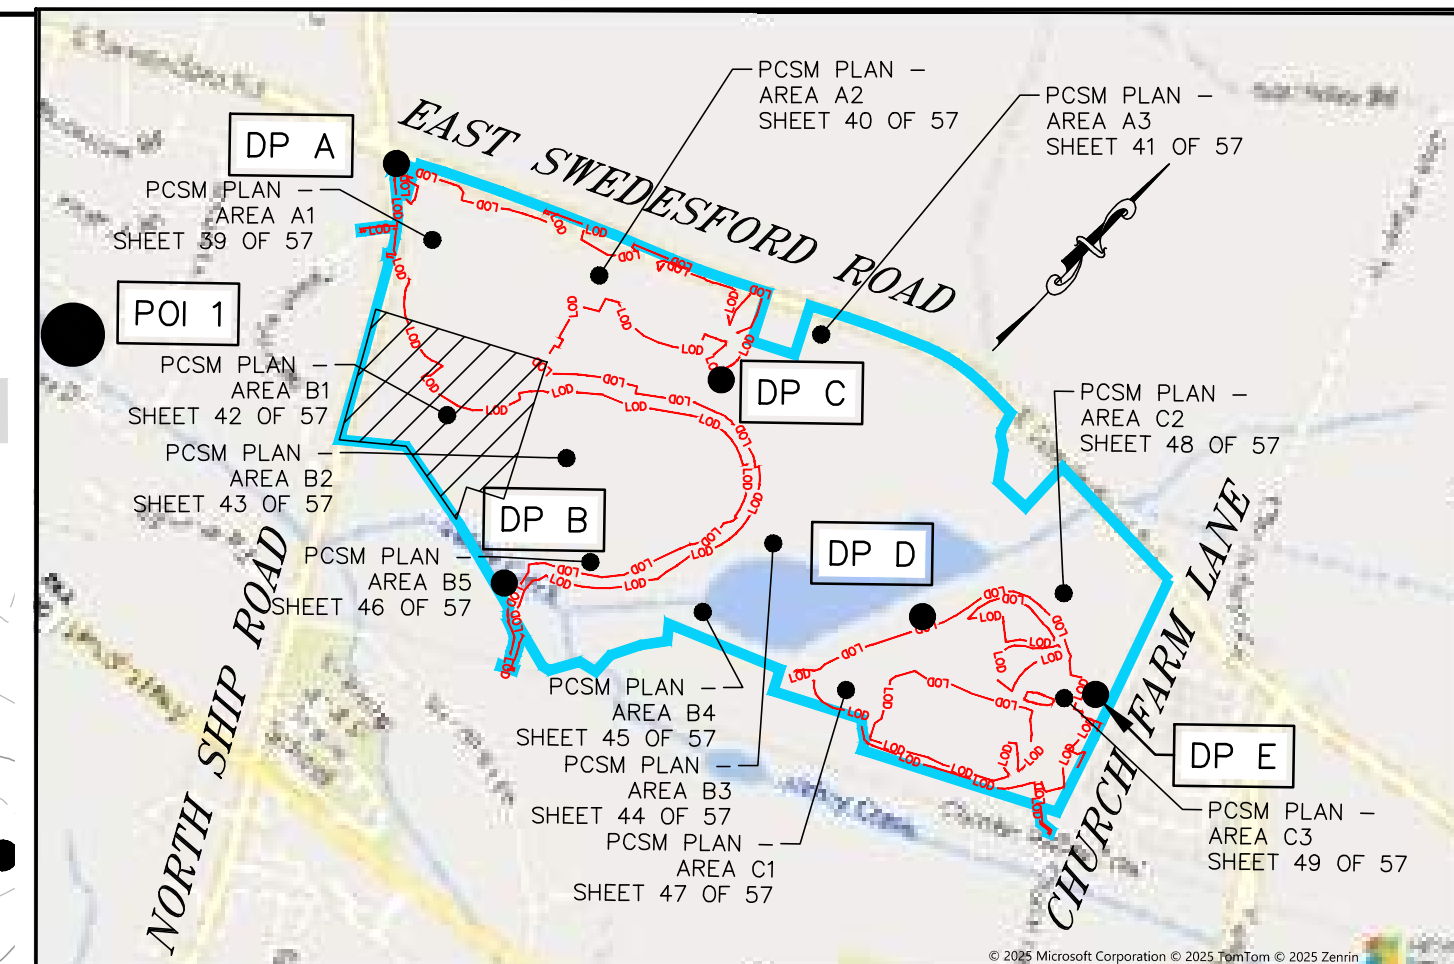 PCSM PLAN –
AREA A2
SHEET 40 OF 57
PCSM PLAN –
AREA A3
SHEET 41 OF 57
EAST SWEDESFORD ROAD
DP A
PCSM PLAN –
AREA A1
SHEET 39 OF 57
POI 1
PCSM PLAN –
AREA B1
SHEET 42 OF 57
DP C
PCSM PLAN –
AREA C2
SHEET 48 OF 57
PCSM PLAN –
AREA B2
SHEET 43 OF 57
DP B
DP D
PCSM PLAN –
AREA B5
SHEET 46 OF 57
NORTH SHIP ROAD
CHURCH FARM LANE
PCSM PLAN –
AREA B4
SHEET 45 OF 57
DP E
PCSM PLAN –
AREA B3
SHEET 44 OF 57
PCSM PLAN –
AREA C3
SHEET 49 OF 57
PCSM PLAN –
AREA C1
SHEET 47 OF 57
LOD
© 2025 Microsoft Corporation © 2025 TomTom © 2025 Zenrin